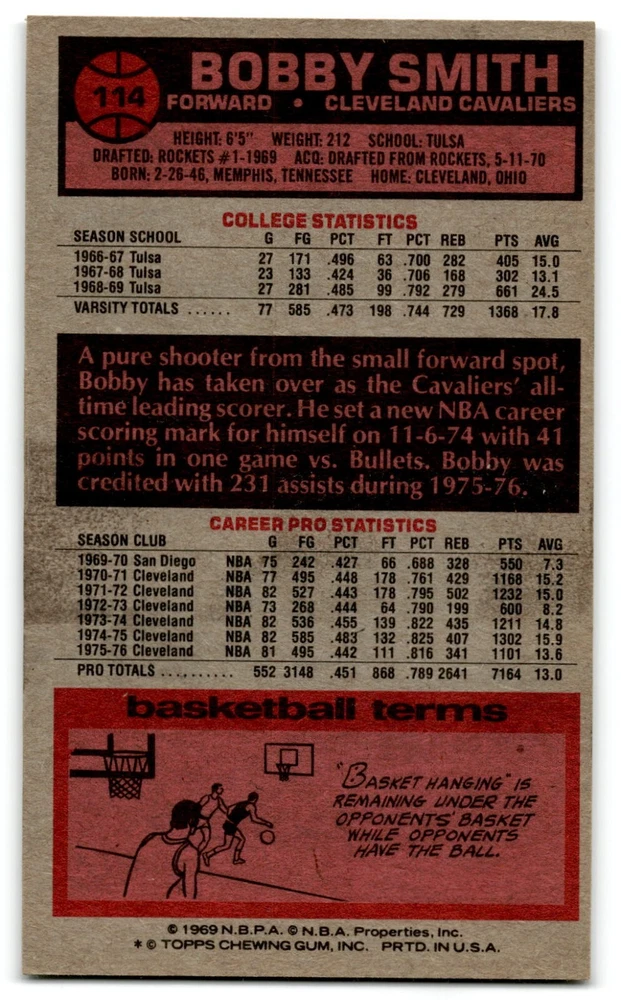 114
BOBBY SMITH
FORWARD • CLEVELAND CAVALIERS
HEIGHT: 6'5" WEIGHT: 212 SCHOOL: TULSA
DRAFTED: ROCKETS #1-1969 ACQ: DRAFTED FROM ROCKETS, 5-11-70
BORN: 2-26-46, MEMPHIS, TENNESSEE HOME: CLEVELAND, OHIO
COLLEGE STATISTICS
SEASON SCHOOL G FG PCT FT PCT REB PTS AVG
1966-67 Tulsa 27 171 .496 63 .700 282 405 15.0
1967-68 Tulsa 23 133 .424 36 .706 168 302 13.1
1968-69 Tulsa 27 281 .485 99 .792 279 661 24.5
VARSITY TOTALS ...... 77 585 .473 198 .744 729 1368 17.8
A pure shooter from the small forward spot,
Bobby has taken over as the Cavaliers' all-
time leading scorer. He set a new NBA career
scoring mark for himself on 11-6-74 with 41
points in one game vs. Bullets. Bobby was
credited with 231 assists during 1975-76.
CAREER PRO STATISTICS
SEASON CLUB G FG PCT FT PCT REB PTS AVG
1969-70 San Diego NBA 75 242 .427 66 .688 328 550 7.3
1970-71 Cleveland NBA 77 495 .448 178 .761 429 1168 15.2
1971-72 Cleveland NBA 82 527 .443 178 .795 502 1232 15.0
1972-73 Cleveland NBA 73 268 .444 64 .790 199 600 8.2
1973-74 Cleveland NBA 82 536 .455 139 .822 435 1211 14.8
1974-75 Cleveland NBA 82 585 .483 132 .825 407 1302 15.9
1975-76 Cleveland NBA 81 495 .442 111 .816 341 1101 13.6
PRO TOTALS .......... 552 3148 .451 868 .789 2641 7164 13.0
basketball terms
"BASKET HANGING" IS
REMAINING UNDER THE
OPPONENTS' BASKET
WHILE OPPONENTS
HAVE THE BALL.
© 1969 N.B.P.A. © N.B.A. Properties, Inc.
* © TOPPS CHEWING GUM, INC. PRTD. IN U.S.A.